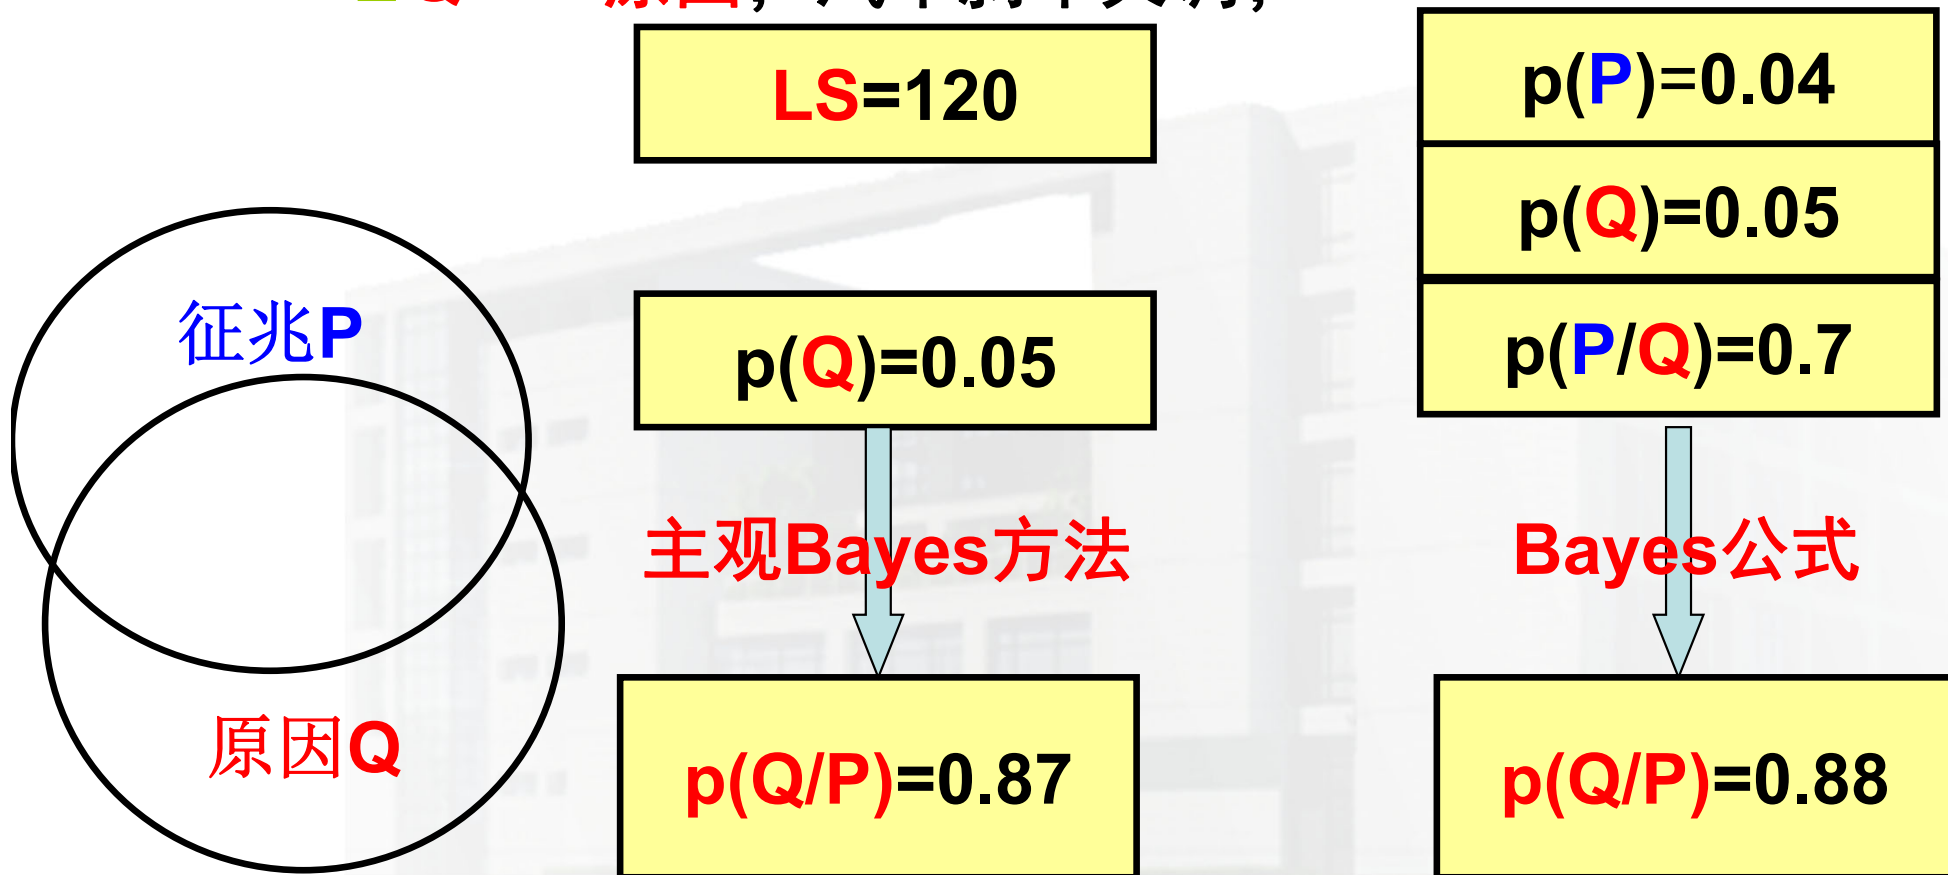 LS=120
p(P)=0.04
p(Q)=0.05
p(P/Q)=0.7
征兆P
p(Q)=0.05
主观Bayes方法
Bayes公式
原因Q
p(Q/P)=0.87
p(Q/P)=0.88